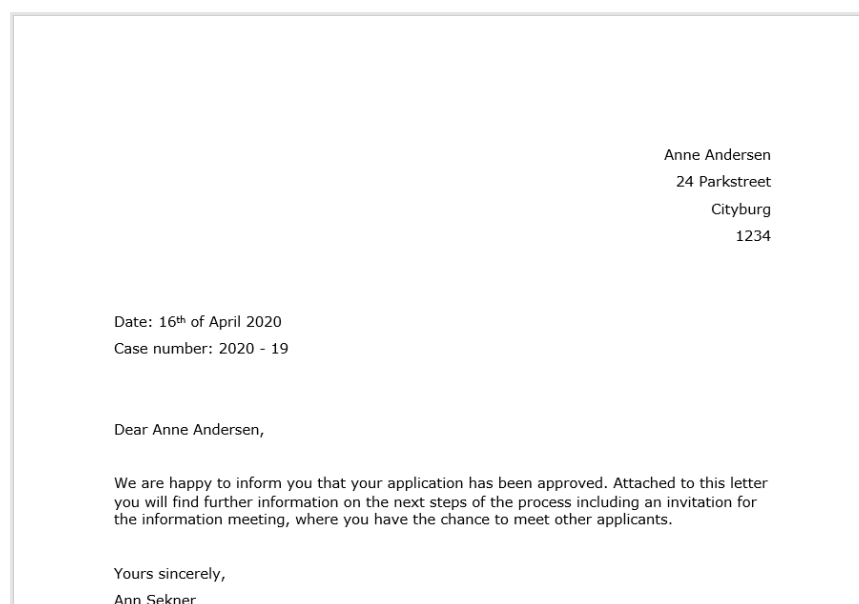 Anne Andersen
24 Parkstreet
Cityburg
1234
Date: 16th of April 2020
Case number: 2020 - 19
Dear Anne Andersen,
We are happy to inform you that your application has been approved. Attached to this letter
you will find further information on the next steps of the process including an invitation for
the information meeting, where you have the chance to meet other applicants.
Yours sincerely,
Ann Sekner